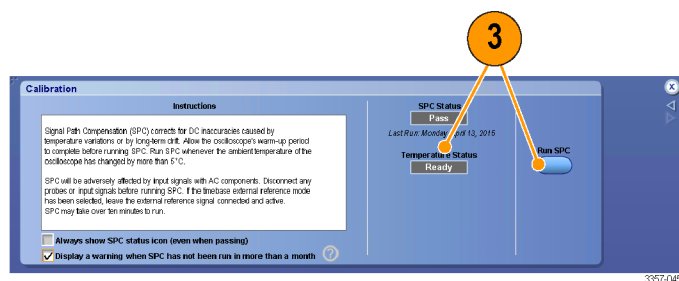 3
Calibration
x
Instructions
Signal Path Compensation (SPC) corrects for DC inaccuracies caused by
temperature variations or by long-term drift. Allow the oscilloscope's warm-up period
to complete before running SPC. Run SPC whenever the ambient temperature of the
oscilloscope has changed by more than 5°C.
SPC will be adversely affected by input signals with AC components. Disconnect any
probes or input signals before running SPC. If the timebase external reference mode
has been selected, leave the external reference signal connected and active.
SPC may take over ten minutes to run.
Always show SPC status icon (even when passing)
Display a warning when SPC has not been run in more than a month
?
SPC Status
Pass
Last Run: Monday, April 13, 2015
Temperature Status
Ready
Run SPC